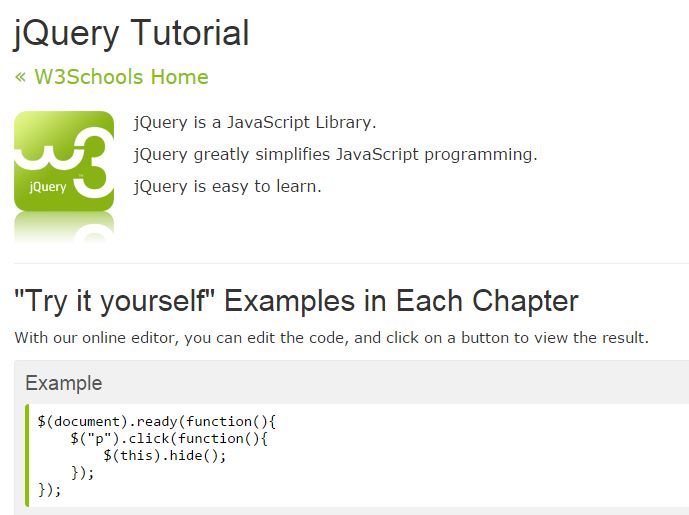 jQuery Tutorial
« W3Schools Home
w3
jQuery
jQuery is a JavaScript Library.
jQuery greatly simplifies JavaScript programming.
jQuery is easy to learn.
"Try it yourself" Examples in Each Chapter
With our online editor, you can edit the code, and click on a button to view the result.
Example
$(document).ready(function(){
    $("p").click(function(){
        $(this).hide();
    });
});